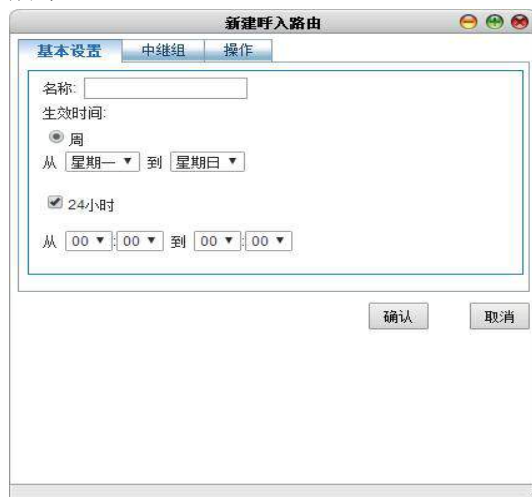 新建呼入路由
基本设置 中继组 操作
名称:
生效时间:
周
从 星期一 到 星期日
24小时
从 00 : 00 到 00 : 00
确认 取消